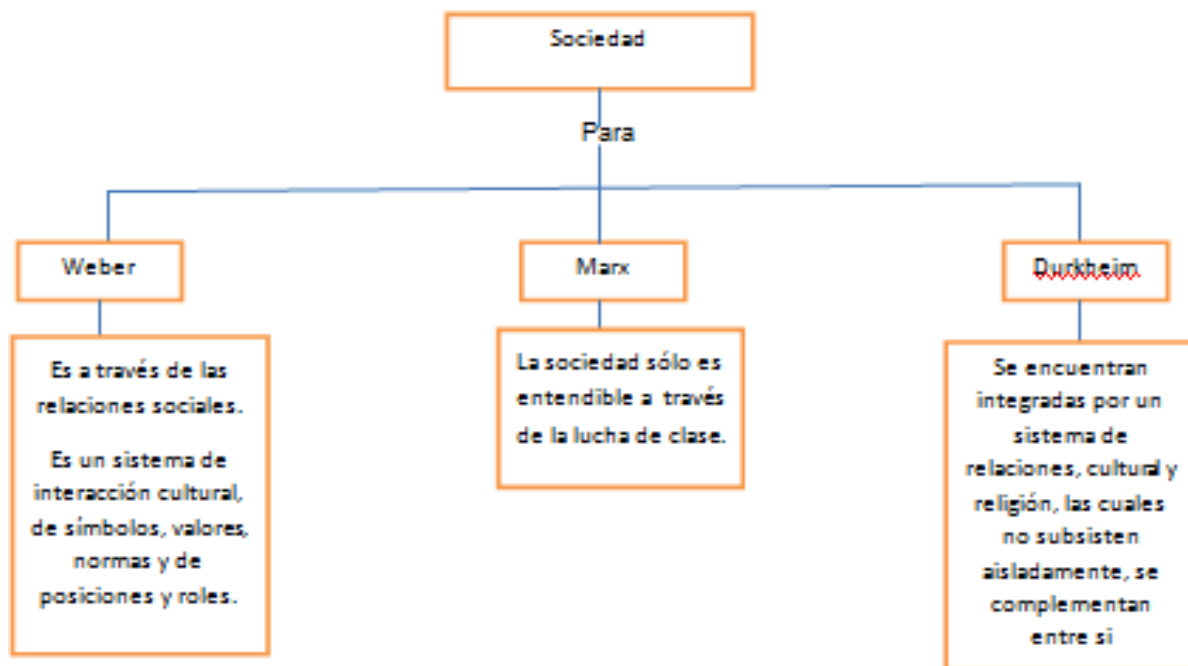 Sociedad
Para
Weber
Marx
Durkheim
Es a través de las
relaciones sociales.
Es un sistema de
interacción cultural,
de símbolos, valores,
normas y de
posiciones y roles.
La sociedad sólo es
entendible a través
de la lucha de clase.
Se encuentran
integradas por un
sistema de
relaciones, cultural y
religión, las cuales
no subsisten
aisladamente, se
complementan
entre si